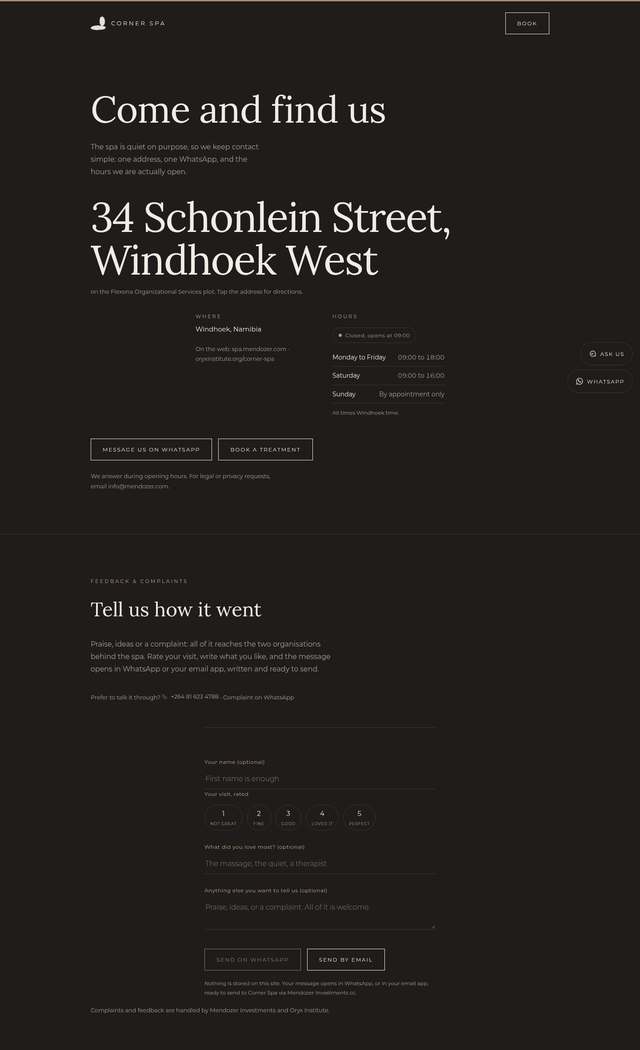 CORNER SPA
BOOK
Come and find us
The spa is quiet on purpose, so we keep contact
simple: one address, one WhatsApp, and the
hours we are actually open.
34 Schonlein Street,
Windhoek West
on the Flexona Organizational Services plot. Tap the address for directions.
WHERE
Windhoek, Namibia
On the web: spa.mendozer.com ·
oryxinstitute.org/corner-spa
HOURS
Closed, opens at 09:00
Monday to Friday 09:00 to 18:00
Saturday 09:00 to 16:00
Sunday By appointment only
All times Windhoek time.
ASK US
WHATSAPP
MESSAGE US ON WHATSAPP
BOOK A TREATMENT
We answer during opening hours. For legal or privacy requests,
email info@mendozer.com.
FEEDBACK & COMPLAINTS
Tell us how it went
Praise, ideas or a complaint: all of it reaches the two organisations
behind the spa. Rate your visit, write what you like, and the message
opens in WhatsApp or your email app, written and ready to send.
Prefer to talk it through? +264 81 623 4788 · Complaint on WhatsApp
Your name (optional)
First name is enough
Your visit, rated
1 NOT GREAT
2 FINE
3 GOOD
4 LOVED IT
5 PERFECT
What did you love most? (optional)
The massage, the quiet, a therapist
Anything else you want to tell us (optional)
Praise, ideas, or a complaint. All of it is welcome.
SEND ON WHATSAPP
SEND BY EMAIL
Nothing is stored on this site. Your message opens in WhatsApp, or in your email app,
ready to send to Corner Spa via Mendozer Investments cc.
Complaints and feedback are handled by Mendozer Investments and Oryx Institute.